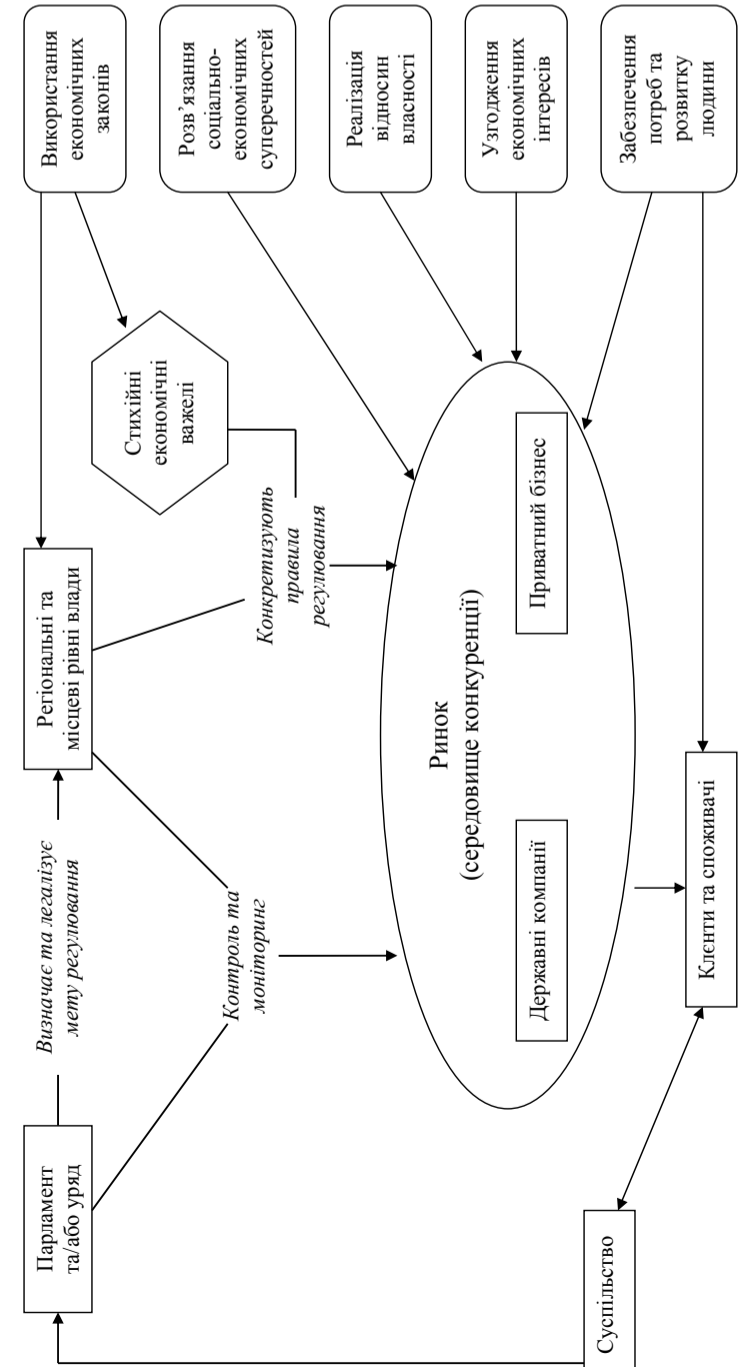 Парламент
та/або уряд
Визначає та легалізує
мету регулювання
Регіональні та
місцеві рівні влади
Використання
економічних
законів
Стихійні
економічні
важелі
Розв’язання
соціально-
економічних
суперечностей
Контроль та
моніторинг
Конкретизують
правила
регулювання
Реалізація
відносин
власності
Ринок
(середовище конкуренції)
Узгодження
економічних
інтересів
Державні компанії
Приватний бізнес
Забезпечення
потреб та
розвитку
людини
Суспільство
Клєнти та споживачі